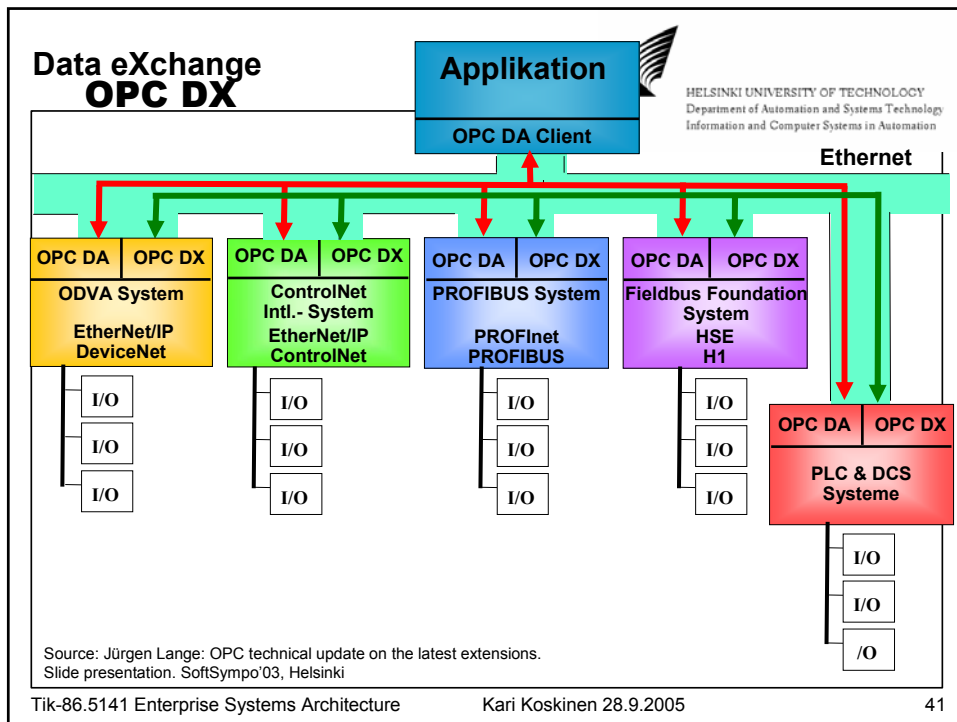 Data eXchange
OPC DX
Applikation
OPC DA Client
HELSINKI UNIVERSITY OF TECHNOLOGY
Department of Automation and Systems Technology
Information and Computer Systems in Automation
Ethernet
OPC DA OPC DX
ODVA System
EtherNet/IP
DeviceNet
I/O
I/O
I/O
OPC DA OPC DX
ControlNet
Intl.- System
EtherNet/IP
ControlNet
I/O
I/O
I/O
OPC DA OPC DX
PROFIBUS System
PROFInet
PROFIBUS
I/O
I/O
I/O
OPC DA OPC DX
Fieldbus Foundation
System
HSE
H1
I/O
I/O
I/O
OPC DA OPC DX
PLC & DCS
Systeme
I/O
I/O
/O
Source: Jürgen Lange: OPC technical update on the latest extensions.
Slide presentation. SoftSympo'03, Helsinki
Tik-86.5141 Enterprise Systems Architecture Kari Koskinen 28.9.2005 41